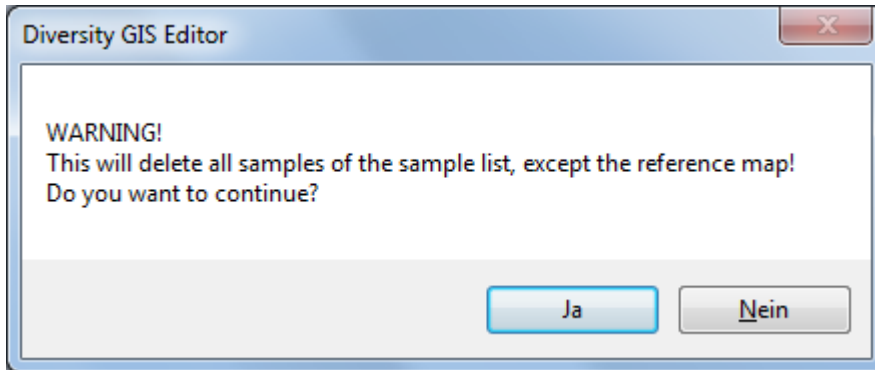 Diversity GIS Editor
WARNING!
This will delete all samples of the sample list, except the reference map!
Do you want to continue?
Ja
Nein